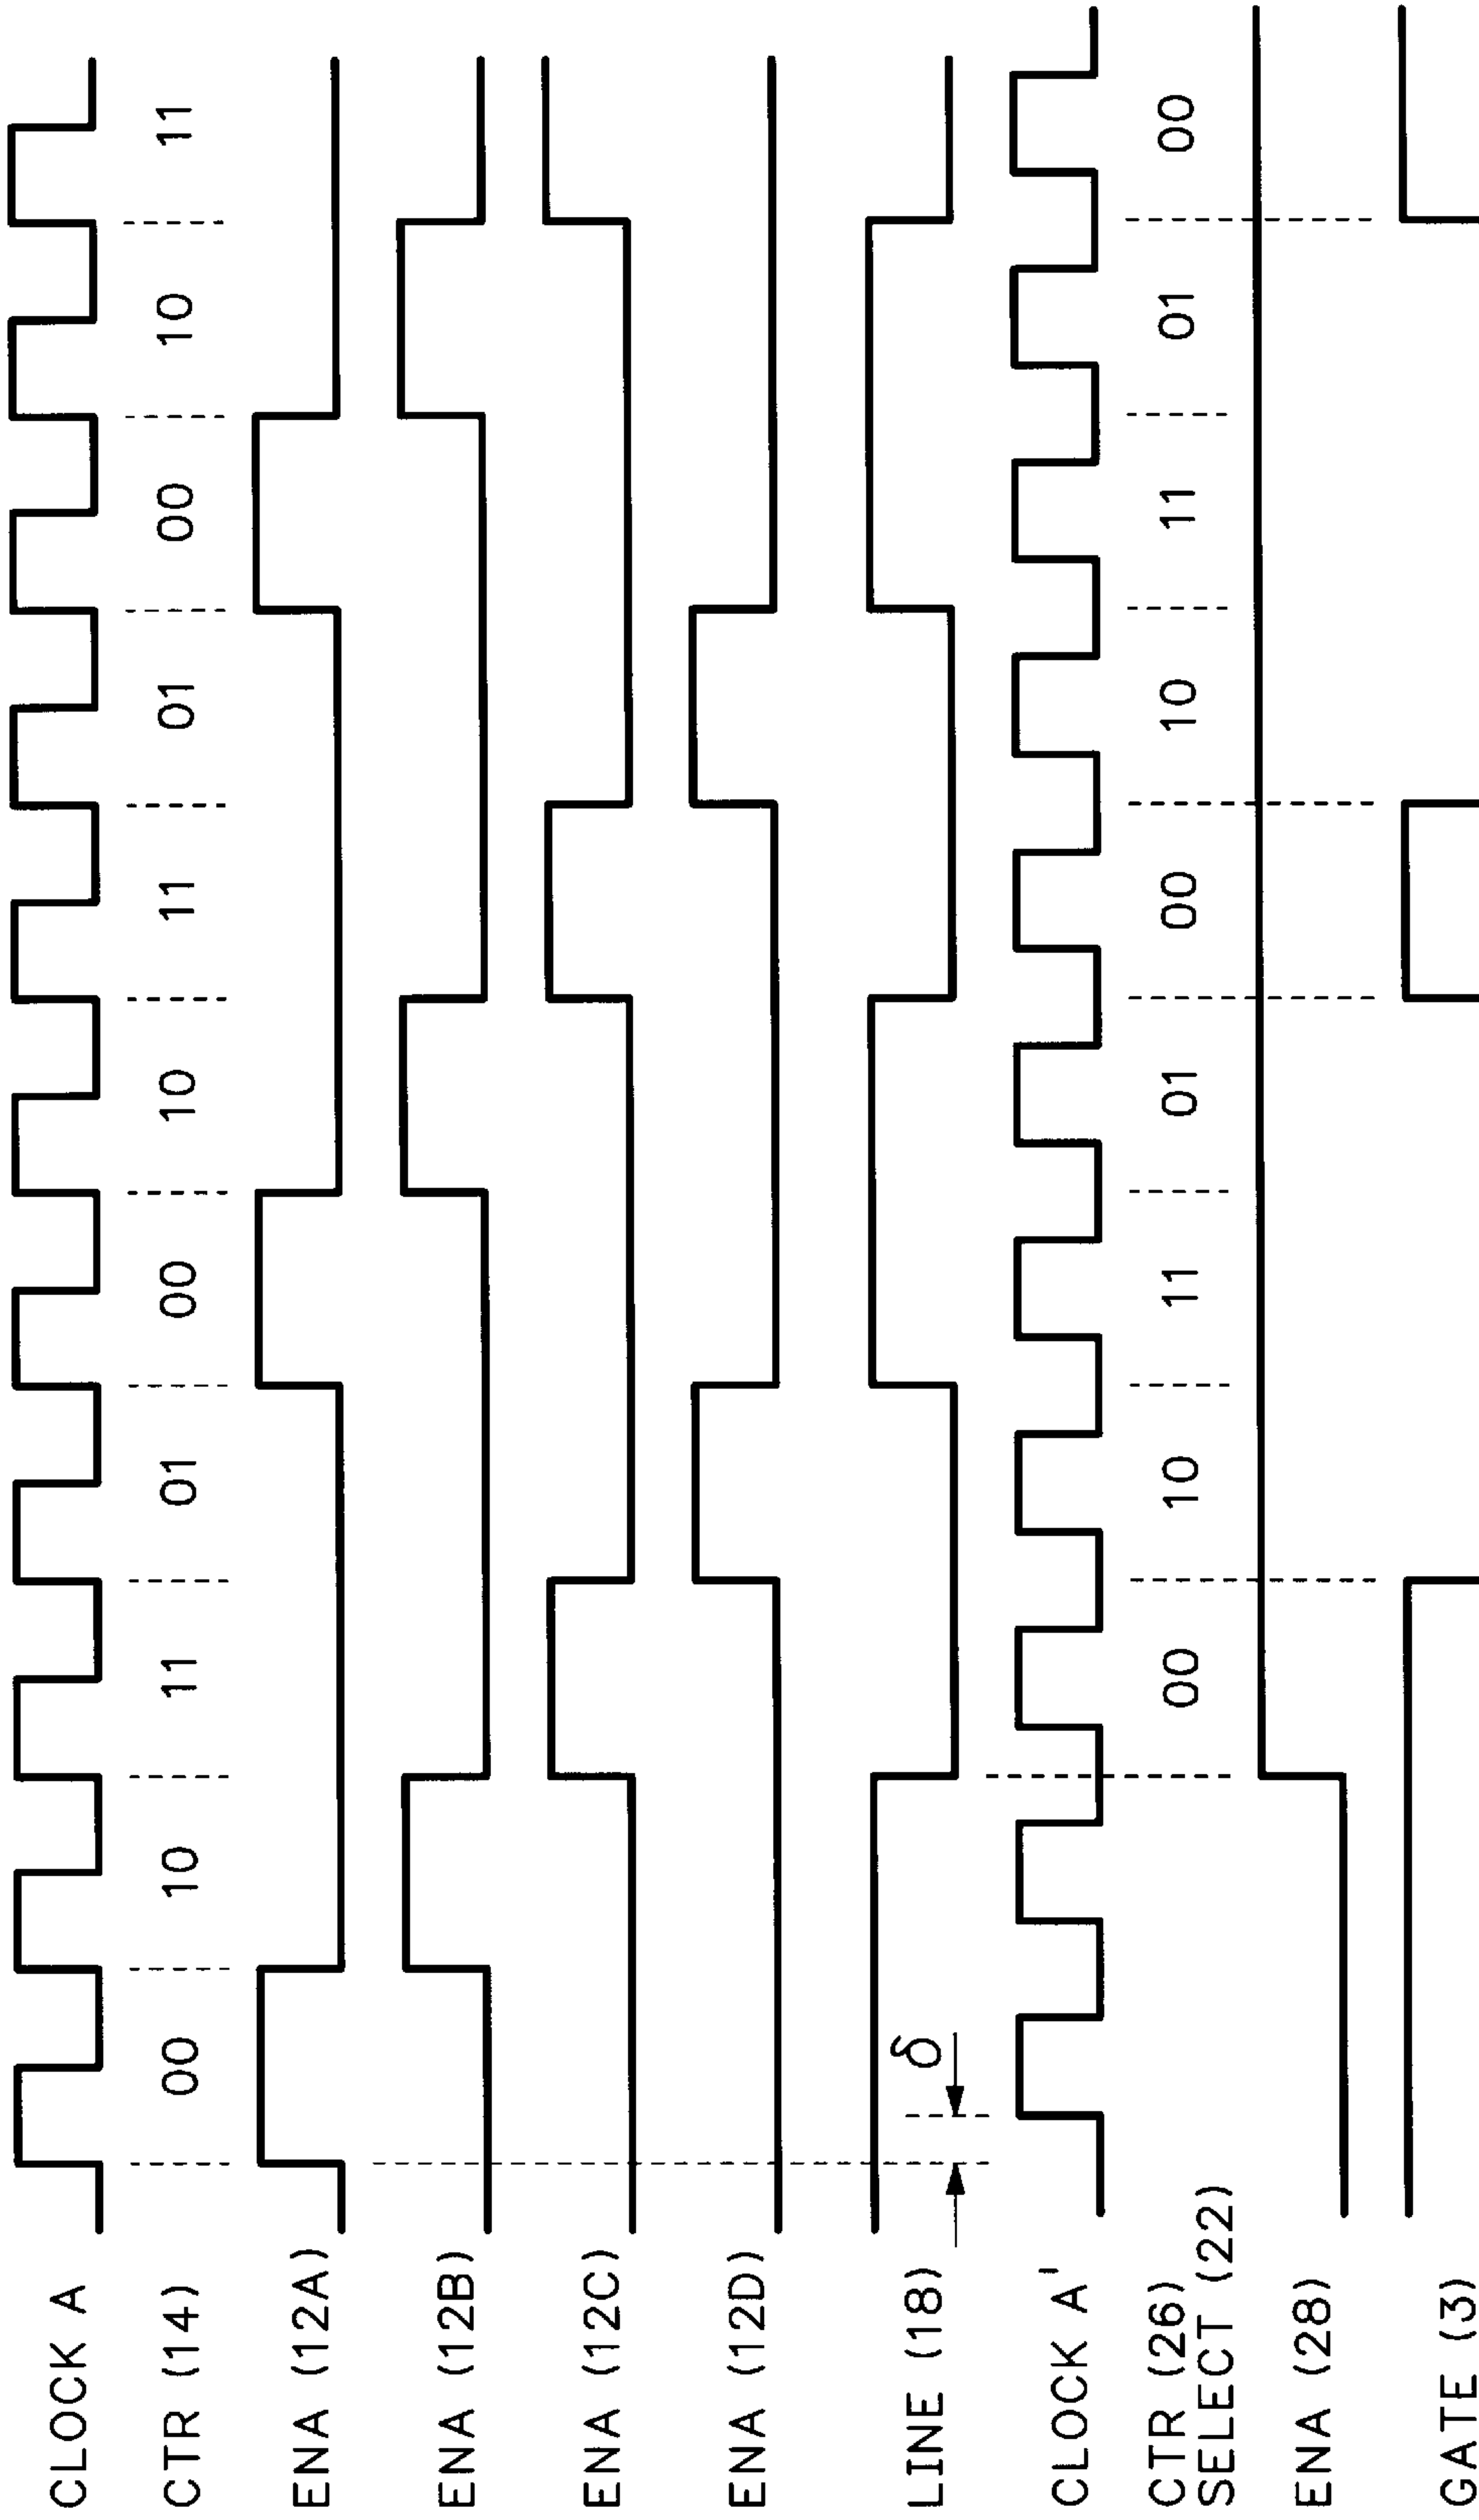 CLOCK A
CTR (14) 00 10 11 01 00 10 11 01 00 10 11
ENA (12A)
ENA (12B)
ENA (12C)
ENA (12D)
LINE (18) δ
CLOCK A'
CTR (26) 00 10 11 01 00 10 11 01 00
SELECT (22)
ENA (28)
GATE (3)